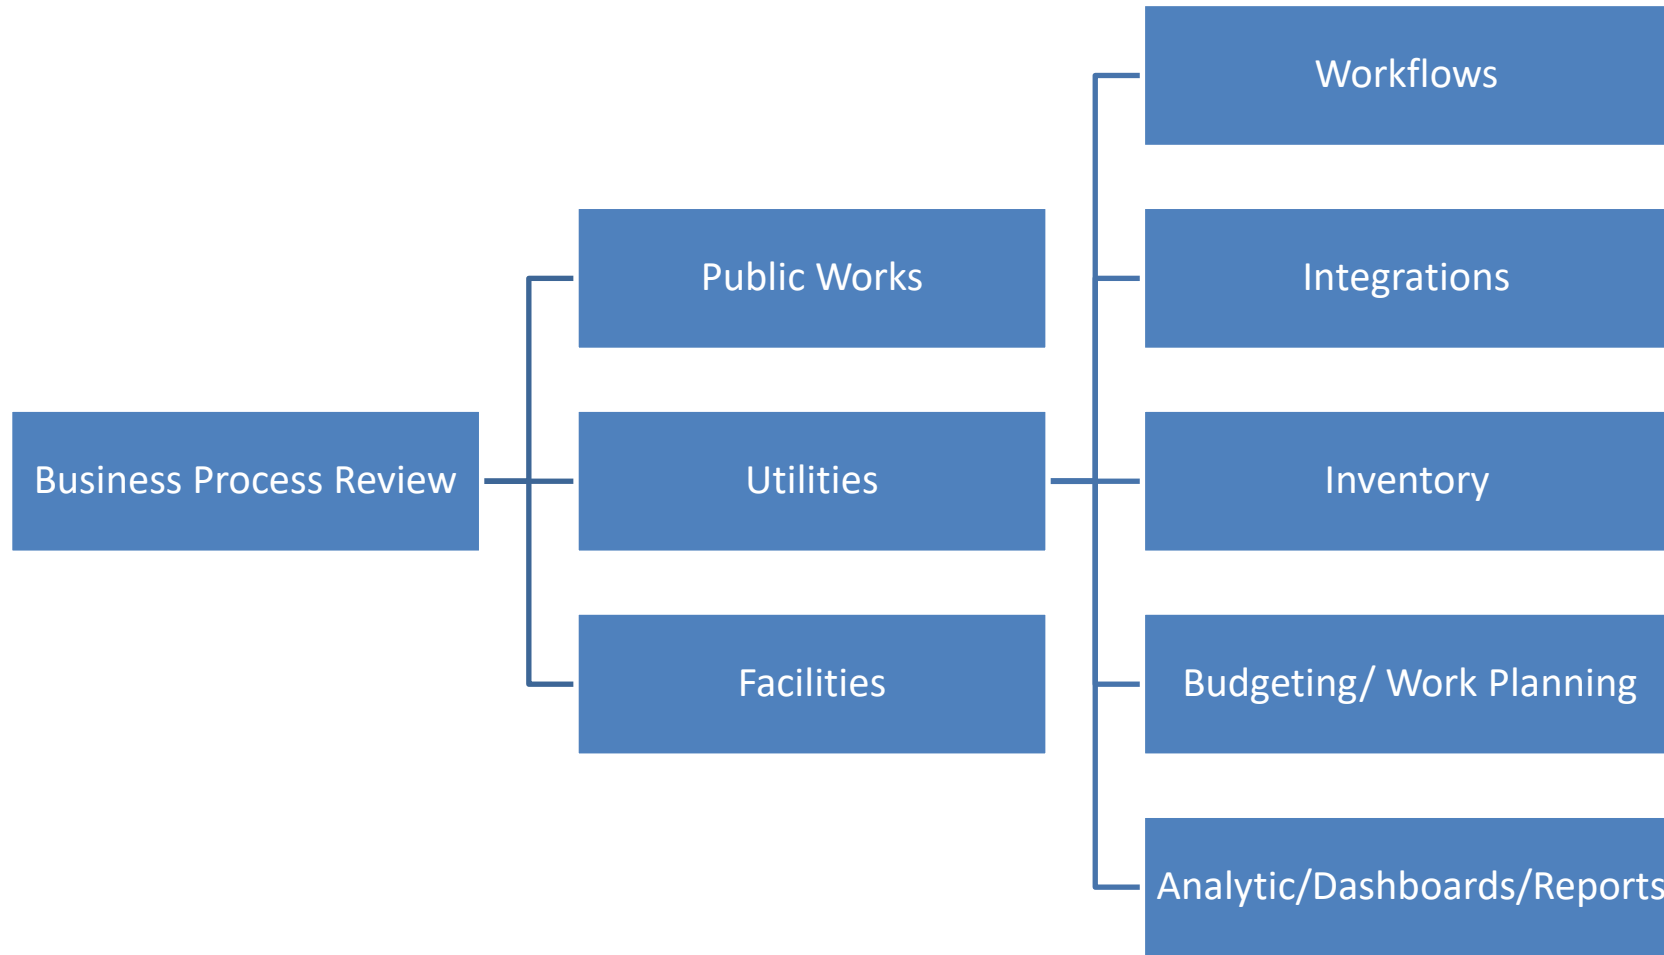 Business Process Review
Public Works
Utilities
Facilities
Workflows
Integrations
Inventory
Budgeting/ Work Planning
Analytic/Dashboards/Reports